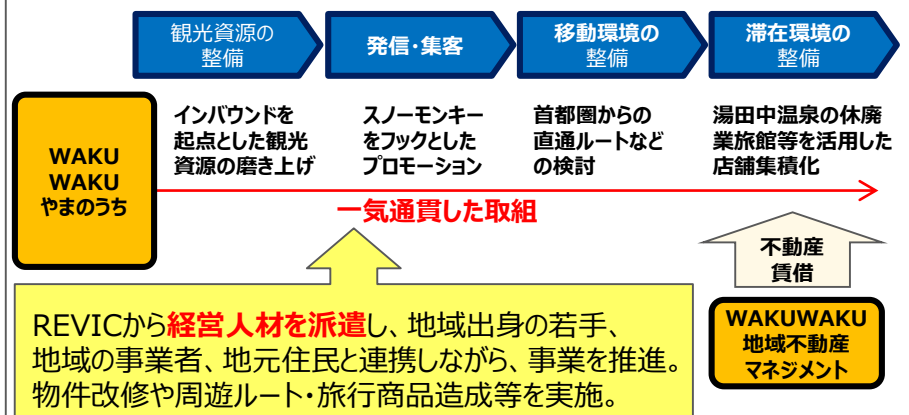 観光資源の
整備
発信・集客
移動環境の
整備
滞在環境の
整備
WAKU
WAKU
やまのうち
インバウンドを
起点とした観光
資源の磨き上げ
スノーモンキー
をフックとした
プロモーション
首都圏からの
直通ルートなど
の検討
湯田中温泉の休廃
業旅館等を活用した
店舗集積化
一気通貫した取組
不動産
賃借
REVICから経営人材を派遣し、地域出身の若手、
地域の事業者、地元住民と連携しながら、事業を推進。
物件改修や周遊ルート・旅行商品造成等を実施。
WAKUWAKU
地域不動産
マネジメント